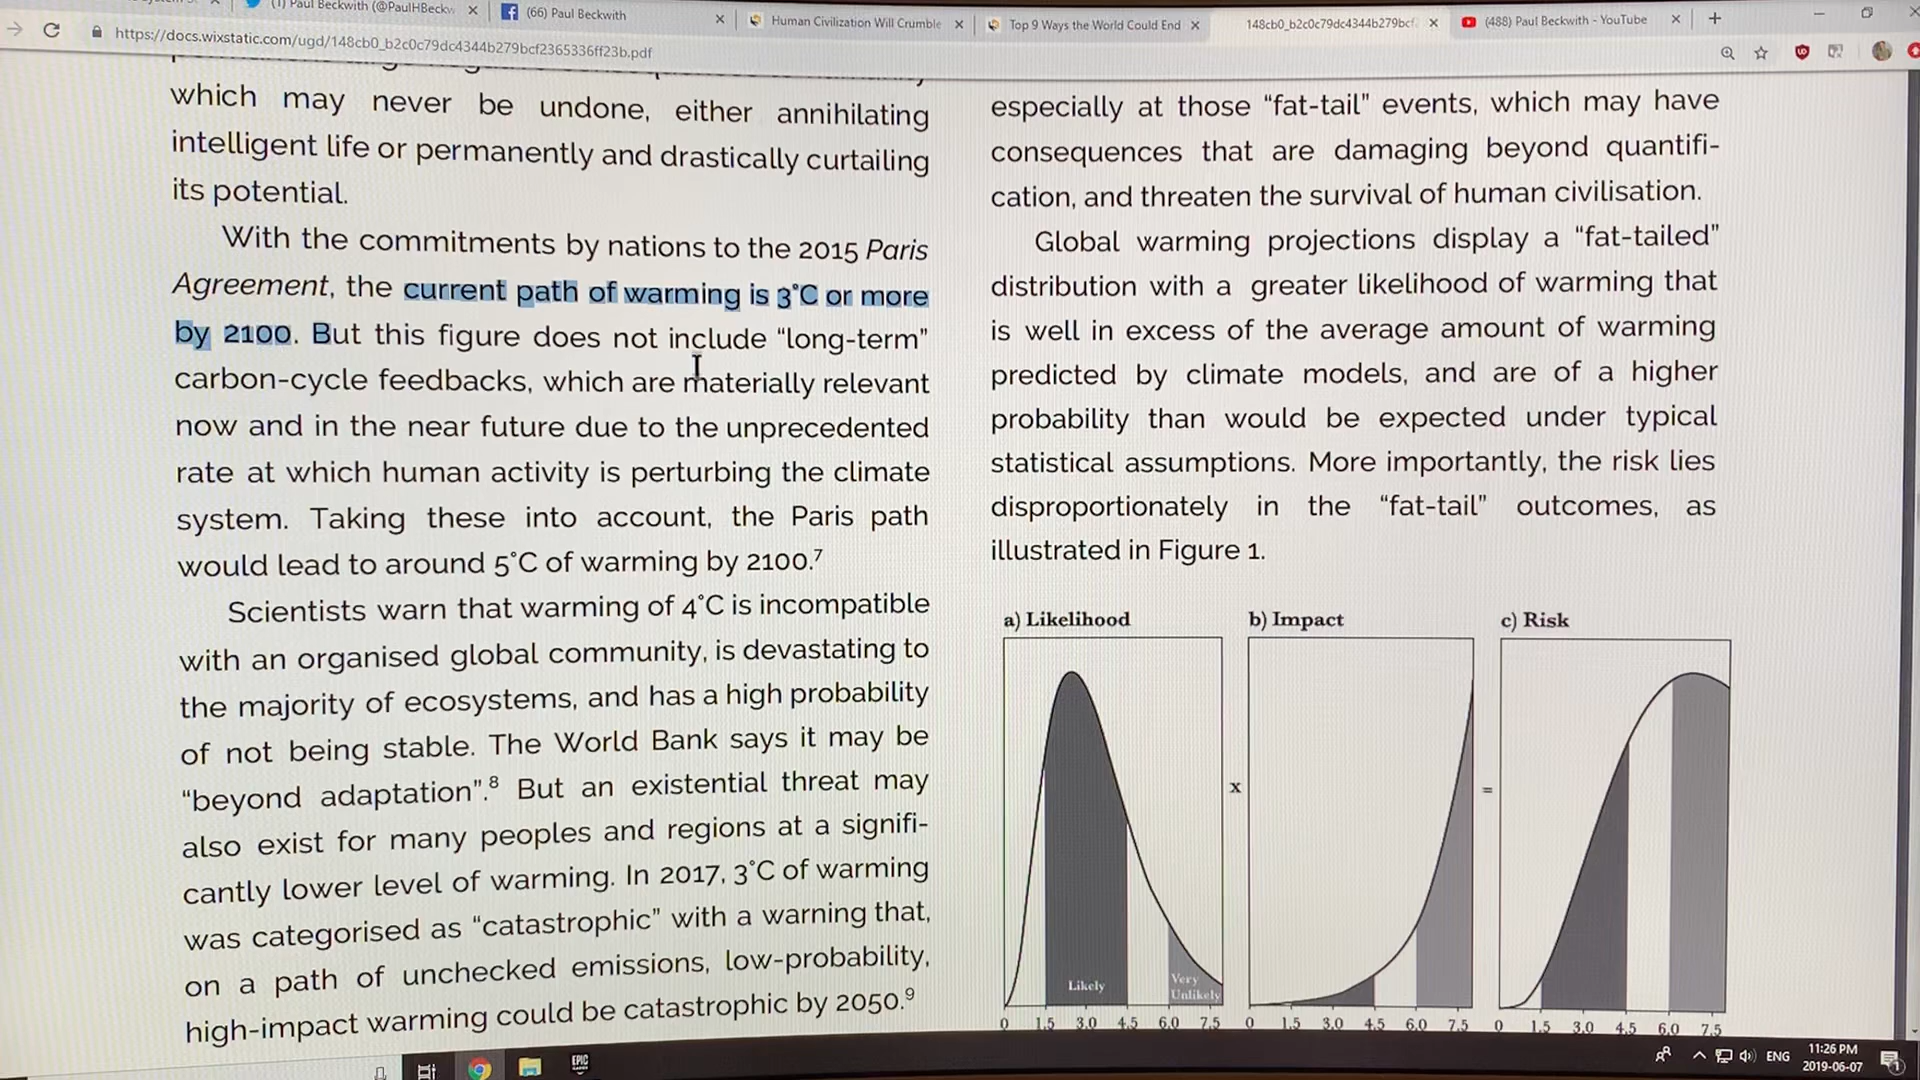 (1) Paul Beckwith (@PaulHBeckw
(66) Paul Beckwith
Human Civilization Will Crumble
Top 9 Ways the World Could End
148cb0_b2c0c79dc4344b279bcf
(488) Paul Beckwith - YouTube
https://docs.wixstatic.com/ugd/148cb0_b2c0c79dc4344b279bcf2365336ff23b.pdf
which may never be undone, either annihilating
intelligent life or permanently and drastically curtailing
its potential.
With the commitments by nations to the 2015 Paris
Agreement, the current path of warming is 3°C or more
by 2100. But this figure does not include “long-term”
carbon-cycle feedbacks, which are materially relevant
now and in the near future due to the unprecedented
rate at which human activity is perturbing the climate
system. Taking these into account, the Paris path
would lead to around 5°C of warming by 2100.7
Scientists warn that warming of 4°C is incompatible
with an organised global community, is devastating to
the majority of ecosystems, and has a high probability
of not being stable. The World Bank says it may be
“beyond adaptation”.8 But an existential threat may
also exist for many peoples and regions at a signifi-
cantly lower level of warming. In 2017, 3°C of warming
was categorised as “catastrophic” with a warning that,
on a path of unchecked emissions, low-probability,
high-impact warming could be catastrophic by 2050.9
especially at those “fat-tail” events, which may have
consequences that are damaging beyond quantifi-
cation, and threaten the survival of human civilisation.
Global warming projections display a “fat-tailed”
distribution with a greater likelihood of warming that
is well in excess of the average amount of warming
predicted by climate models, and are of a higher
probability than would be expected under typical
statistical assumptions. More importantly, the risk lies
disproportionately in the “fat-tail” outcomes, as
illustrated in Figure 1.
a) Likelihood
b) Impact
c) Risk
x
=
Likely
Very
Unlikely
0 1.5 3.0 4.5 6.0 7.5
0 1.5 3.0 4.5 6.0 7.5
0 1.5 3.0 4.5 6.0 7.5
EPIC
ENG
11:26 PM
2019-06-07
1